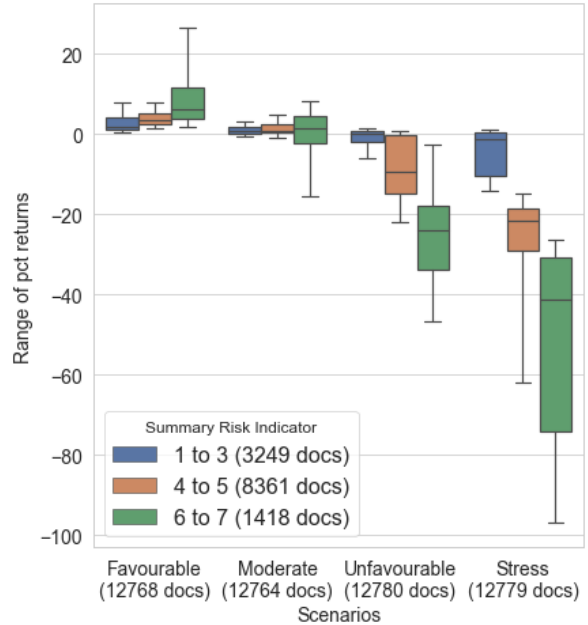 Range of pct returns
20
0
−20
−40
−60
−80
−100
Summary Risk Indicator
1 to 3 (3249 docs)
4 to 5 (8361 docs)
6 to 7 (1418 docs)
Favourable Moderate Unfavourable Stress
(12768 docs) (12764 docs) (12780 docs) (12779 docs)
Scenarios